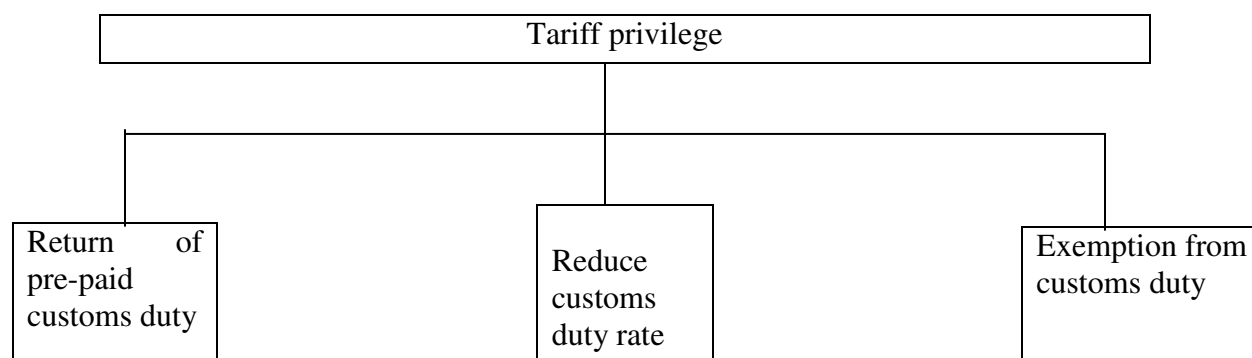 Tariff privilege
Return of
pre-paid
customs duty
Reduce
customs
duty rate
Exemption from
customs duty